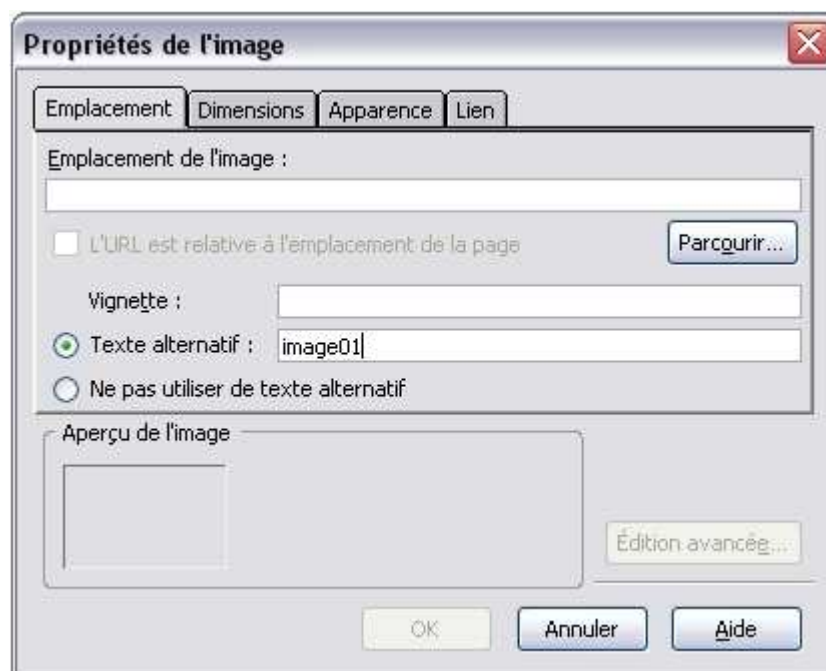 Propriétés de l'image
Emplacement Dimensions Apparence Lien
Emplacement de l'image :
L'URL est relative à l'emplacement de la page Parcourir...
Vignette :
Texte alternatif : image01
Ne pas utiliser de texte alternatif
Aperçu de l'image
Édition avancée...
OK Annuler Aide